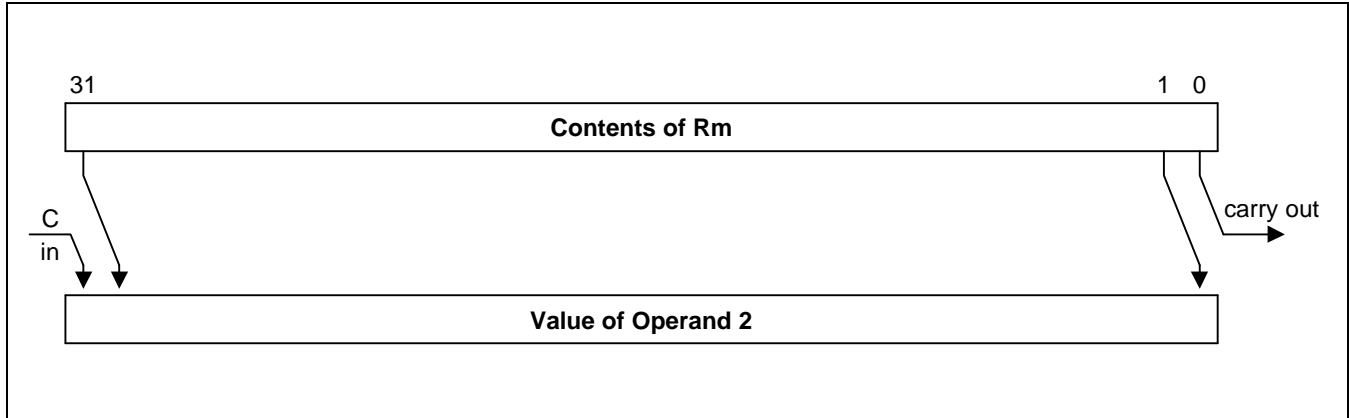 31
1 0
Contents of Rm
C
in
carry out
Value of Operand 2